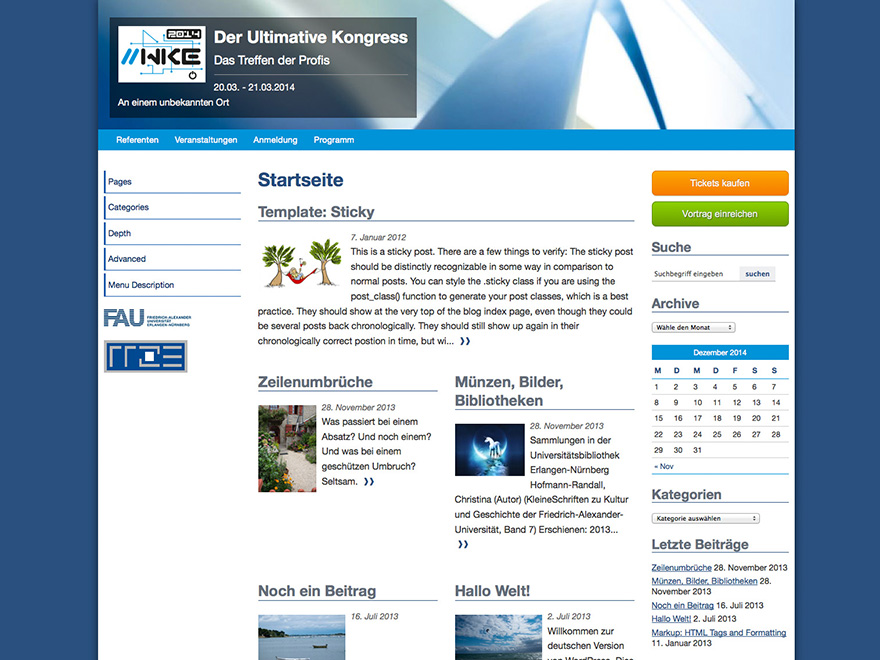 2014
//WKE
Der Ultimative Kongress
Das Treffen der Profis
20.03. - 21.03.2014
An einem unbekannten Ort
Referenten Veranstaltungen Anmeldung Programm
Pages
Categories
Depth
Advanced
Menu Description
FAU FRIEDRICH-ALEXANDER
UNIVERSITÄT
ERLANGEN-NÜRNBERG
RRZE
Startseite
Template: Sticky
7. Januar 2012
This is a sticky post. There are a few things to verify: The sticky post
should be distinctly recognizable in some way in comparison to
normal posts. You can style the .sticky class if you are using the
post_class() function to generate your post classes, which is a best
practice. They should show at the very top of the blog index page, even though they could
be several posts back chronologically. They should still show up again in their
chronologically correct postion in time, but wi... ❫❫
Zeilenumbrüche
28. November 2013
Was passiert bei einem
Absatz? Und noch einem?
Und was bei einem
geschützen Umbruch?
Seltsam. ❫❫
Münzen, Bilder,
Bibliotheken
28. November 2013
Sammlungen in der
Universitätsbibliothek
Erlangen-Nürnberg
Hofmann-Randall,
Christina (Autor) (KleineSchriften zu Kultur
und Geschichte der Friedrich-Alexander-
Universität, Band 7) Erschienen: 2013...
❫❫
Noch ein Beitrag
16. Juli 2013
Hallo Welt!
2. Juli 2013
Willkommen zur
deutschen Version
von WordPress. Dies
Tickets kaufen
Vortrag einreichen
Suche
Suchbegriff eingeben suchen
Archive
Wähle den Monat
Dezember 2014
M D M D F S S
1 2 3 4 5 6 7
8 9 10 11 12 13 14
15 16 17 18 19 20 21
22 23 24 25 26 27 28
29 30 31
« Nov
Kategorien
Kategorie auswählen
Letzte Beiträge
Zeilenumbrüche 28. November 2013
Münzen, Bilder, Bibliotheken 28.
November 2013
Noch ein Beitrag 16. Juli 2013
Hallo Welt! 2. Juli 2013
Markup: HTML Tags and Formatting
11. Januar 2013